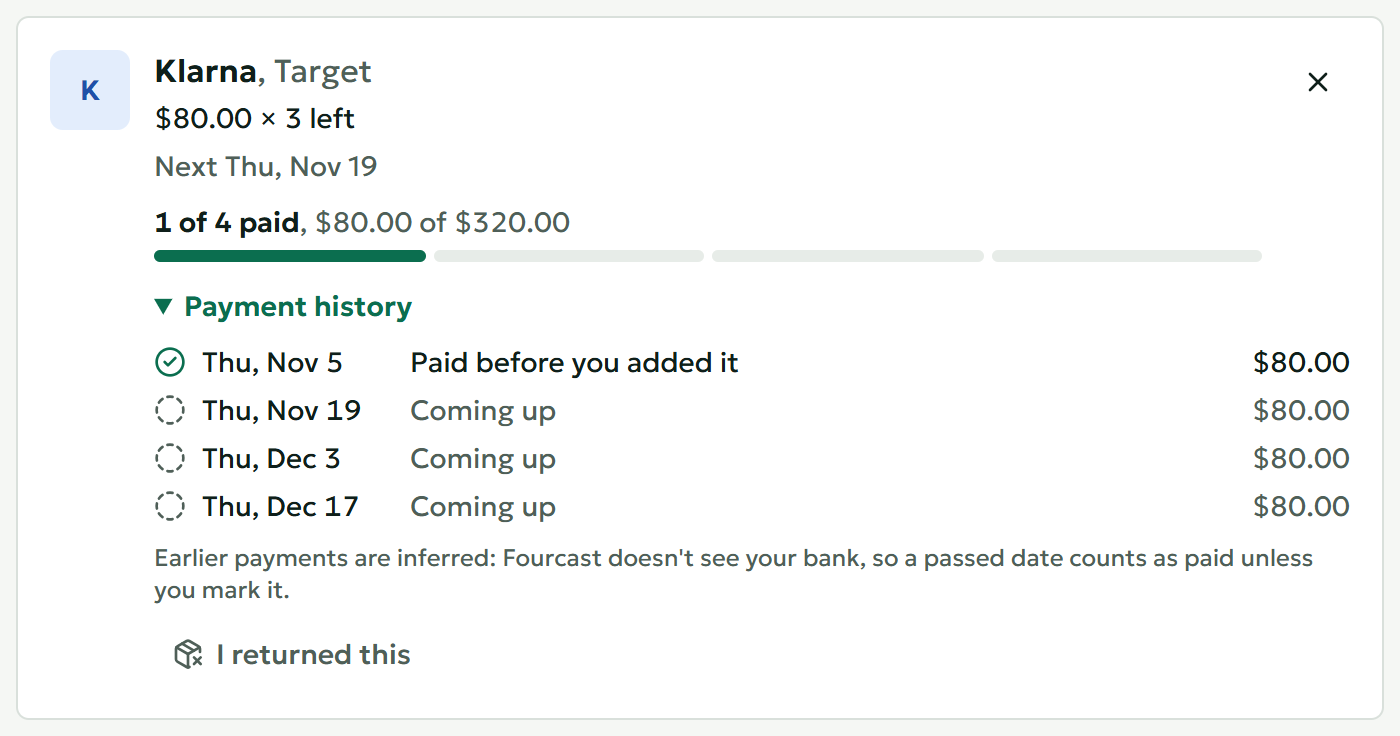 K
Klarna, Target
$80.00 × 3 left
Next Thu, Nov 19
1 of 4 paid, $80.00 of $320.00
Payment history
Thu, Nov 5 Paid before you added it $80.00
Thu, Nov 19 Coming up $80.00
Thu, Dec 3 Coming up $80.00
Thu, Dec 17 Coming up $80.00
Earlier payments are inferred: Fourcast doesn't see your bank, so a passed date counts as paid unless
you mark it.
I returned this